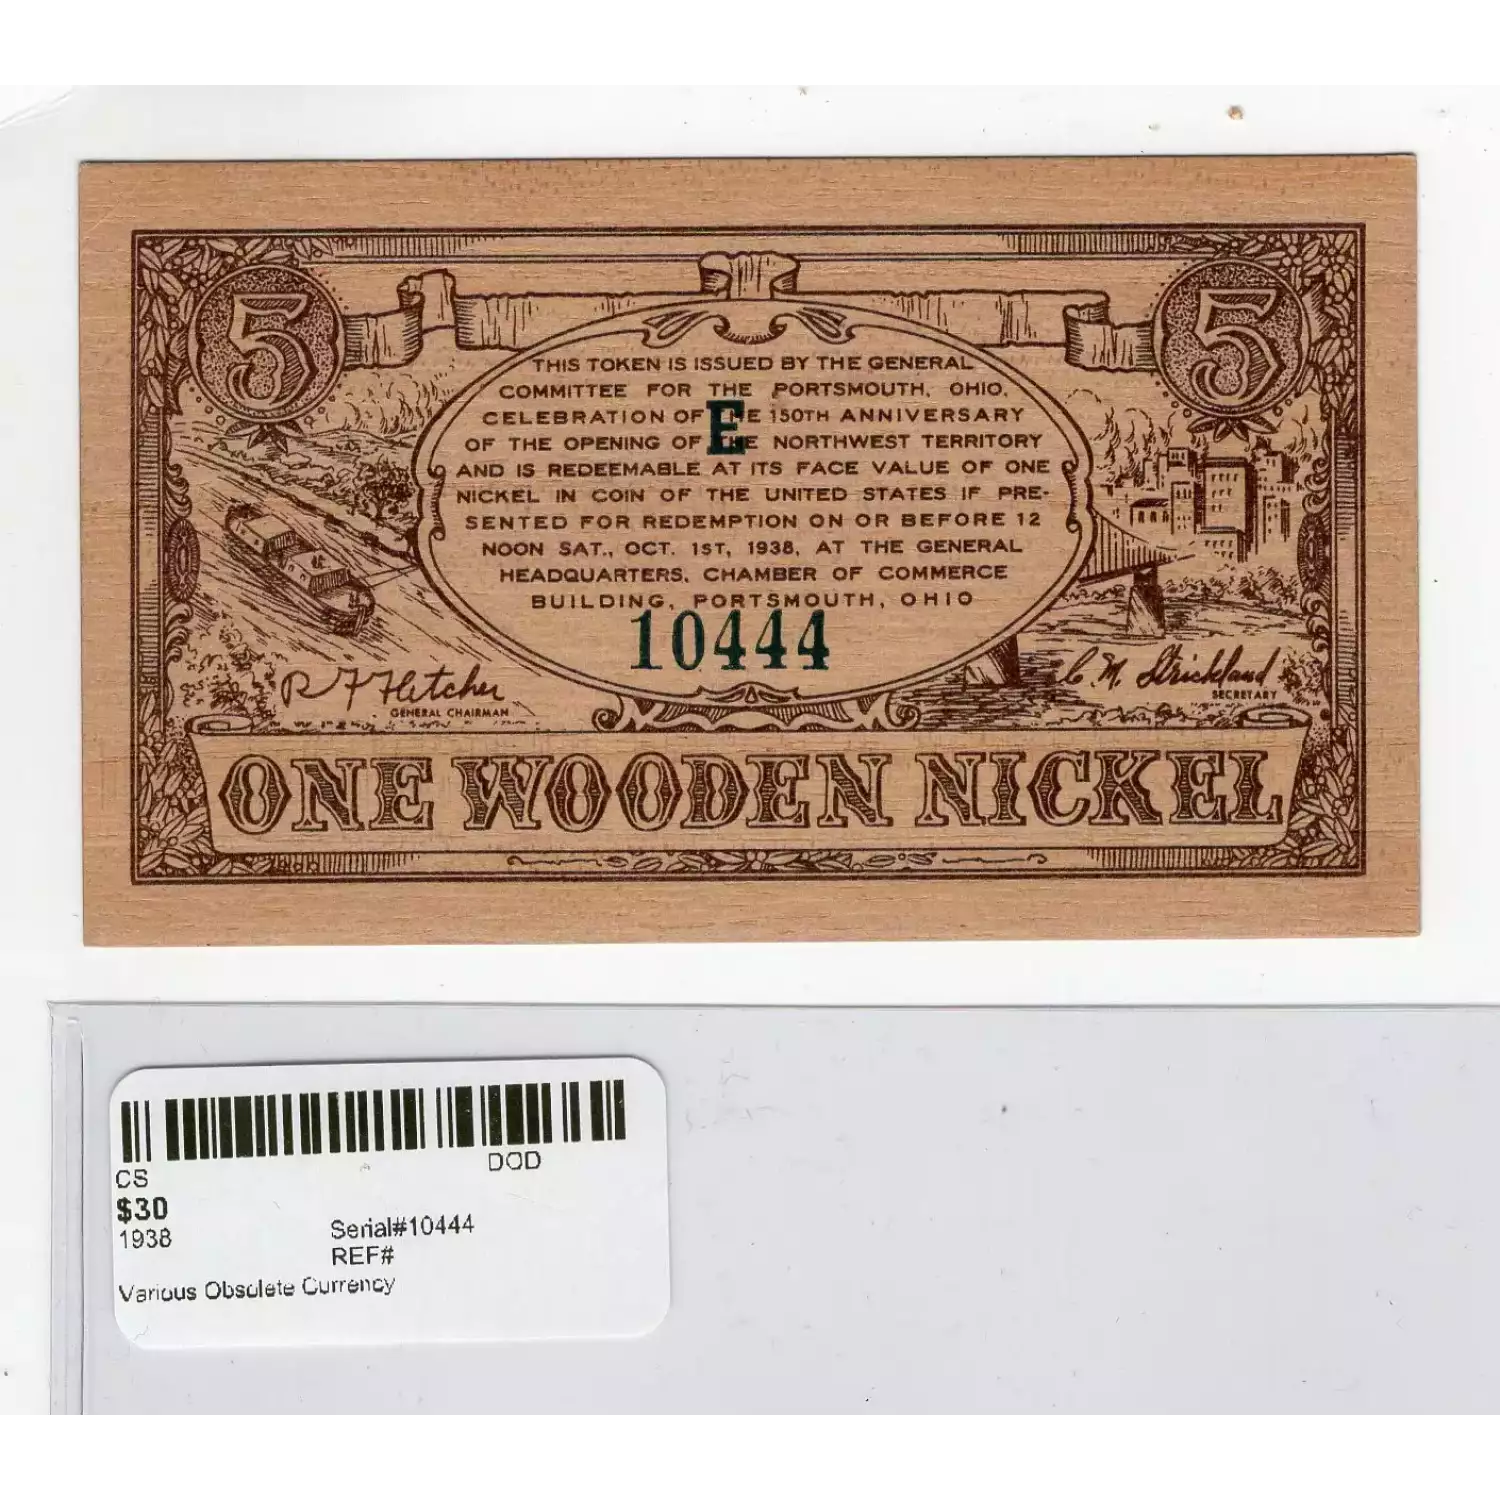 5 5
THIS TOKEN IS ISSUED BY THE GENERAL
COMMITTEE FOR THE PORTSMOUTH, OHIO,
CELEBRATION OF THE 150TH ANNIVERSARY
E
OF THE OPENING OF THE NORTHWEST TERRITORY
AND IS REDEEMABLE AT ITS FACE VALUE OF ONE
NICKEL IN COIN OF THE UNITED STATES IF PRE-
SENTED FOR REDEMPTION ON OR BEFORE 12
NOON SAT., OCT. 1ST, 1938, AT THE GENERAL
HEADQUARTERS, CHAMBER OF COMMERCE
BUILDING, PORTSMOUTH, OHIO
10444
R F Fletcher
GENERAL CHAIRMAN
C. M. Strickland
SECRETARY
ONE WOODEN NICKEL
CS DOD
$30
1938 Serial#10444
REF#
Various Obsolete Currency